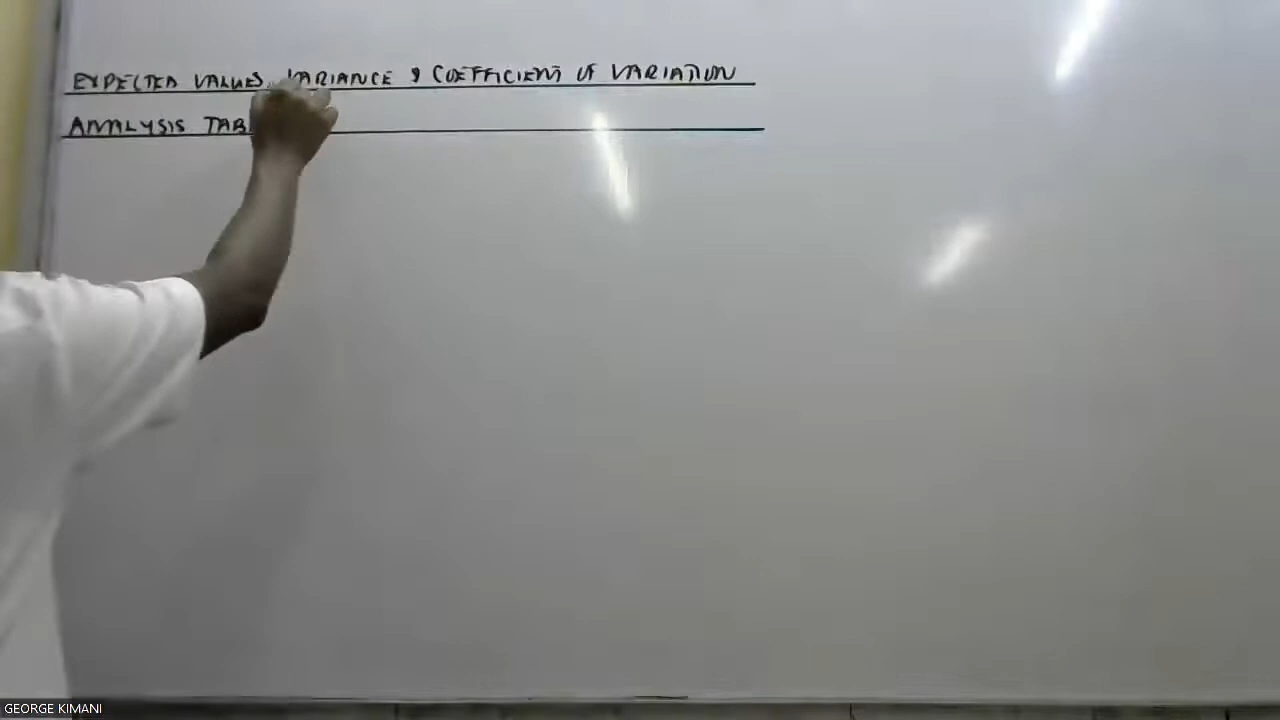 EXPECTED VALUES, VARIANCE & COEFFICIENT OF VARIATION
ANALYSIS TAB
GEORGE KIMANI